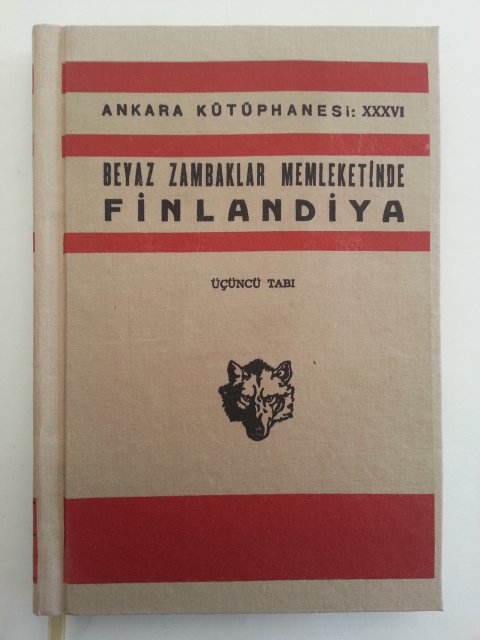 ANKARA KÜTÜPHANESİ: XXXVI
BEYAZ ZAMBAKLAR MEMLEKETİNDE
FİNLANDİYA
ÜÇÜNCÜ TABI